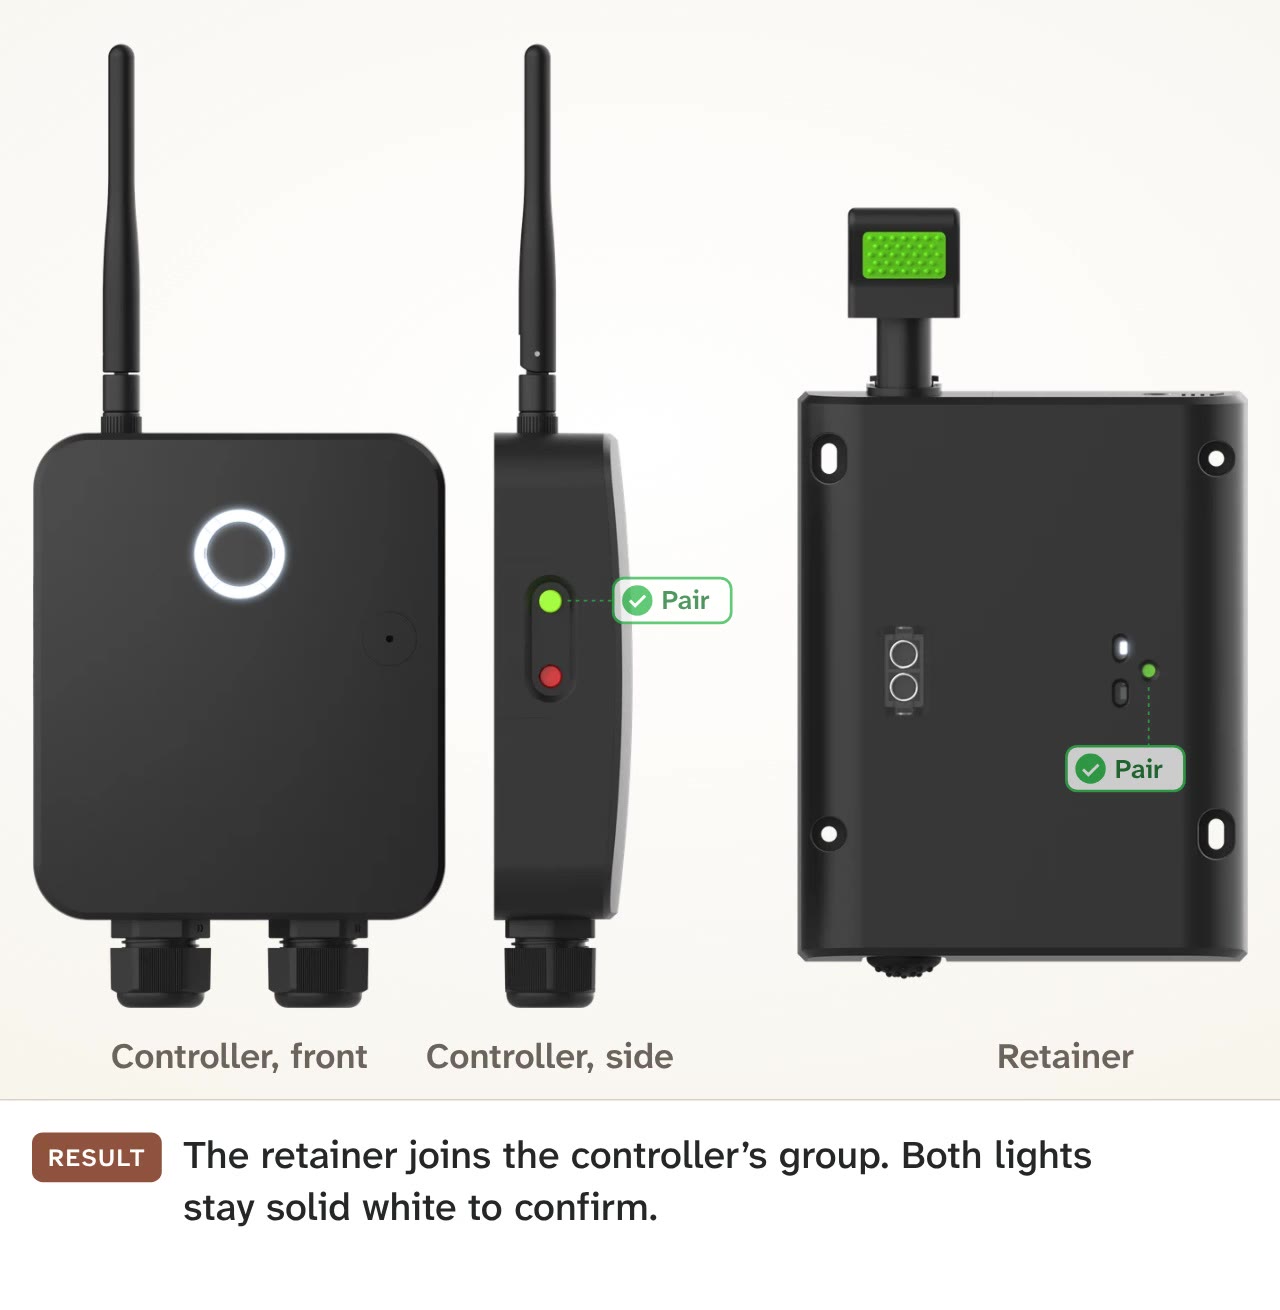 Pair
Pair
Controller, front
Controller, side
Retainer
RESULT
The retainer joins the controller’s group. Both lights
stay solid white to confirm.